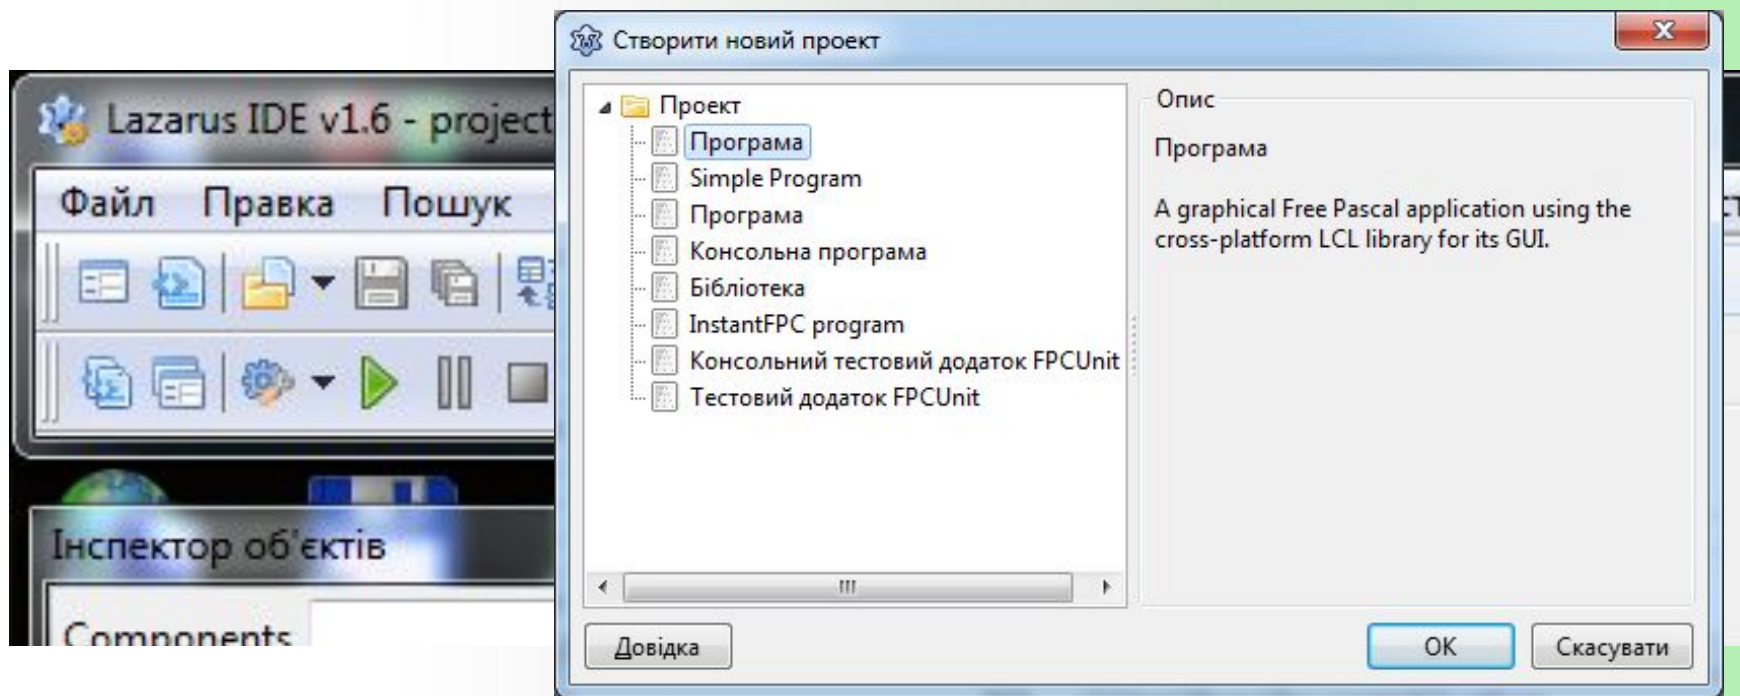 Створити новий проект
Lazarus IDE v1.6 - project
Файл Правка Пошук
Інспектор об'єктів
Components
Проект
Програма
Simple Program
Програма
Консольна програма
Бібліотека
InstantFPC program
Консольний тестовий додаток FPCUnit
Тестовий додаток FPCUnit
Опис
Програма
A graphical Free Pascal application using the
cross-platform LCL library for its GUI.
Довідка
OK
Скасувати